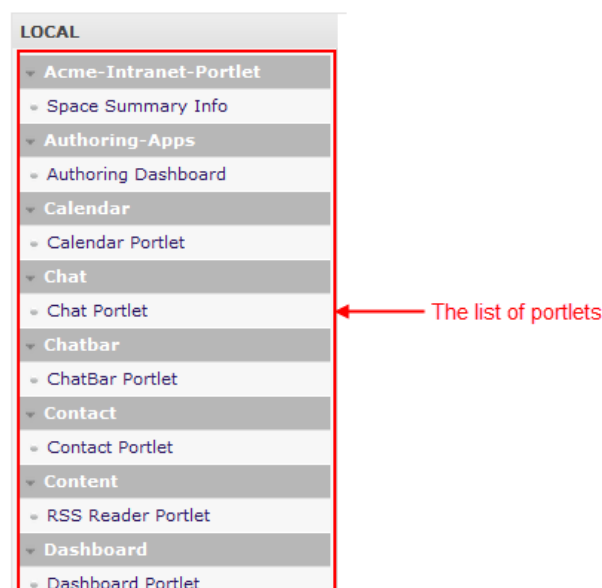 LOCAL
Acme-Intranet-Portlet
Space Summary Info
Authoring-Apps
Authoring Dashboard
Calendar
Calendar Portlet
Chat
Chat Portlet
The list of portlets
Chatbar
ChatBar Portlet
Contact
Contact Portlet
Content
RSS Reader Portlet
Dashboard
Dashboard Portlet